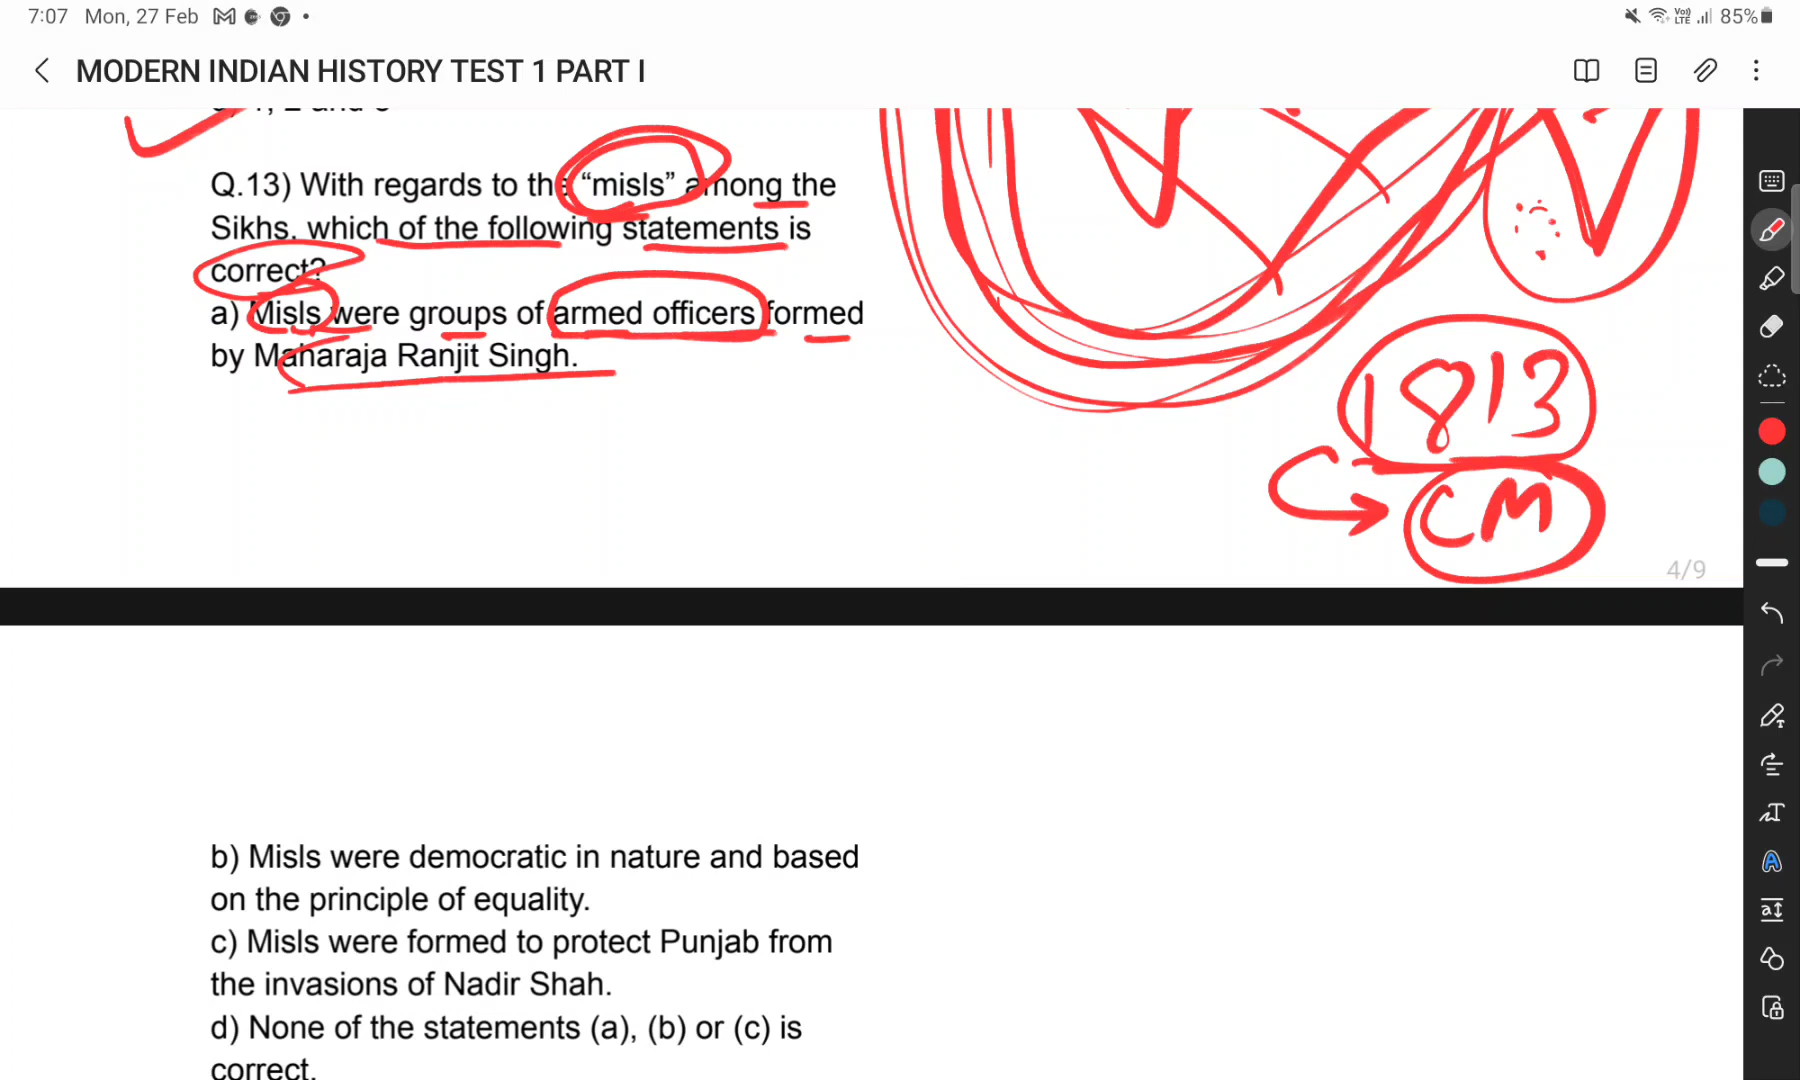 7:07 Mon, 27 Feb
Vo) LTE 85%
MODERN INDIAN HISTORY TEST 1 PART I
Q.13) With regards to the “misls” among the
Sikhs, which of the following statements is
correct?
a) Misls were groups of armed officers formed
by Maharaja Ranjit Singh.
1813
CM
4/9
b) Misls were democratic in nature and based
on the principle of equality.
c) Misls were formed to protect Punjab from
the invasions of Nadir Shah.
d) None of the statements (a), (b) or (c) is
correct.